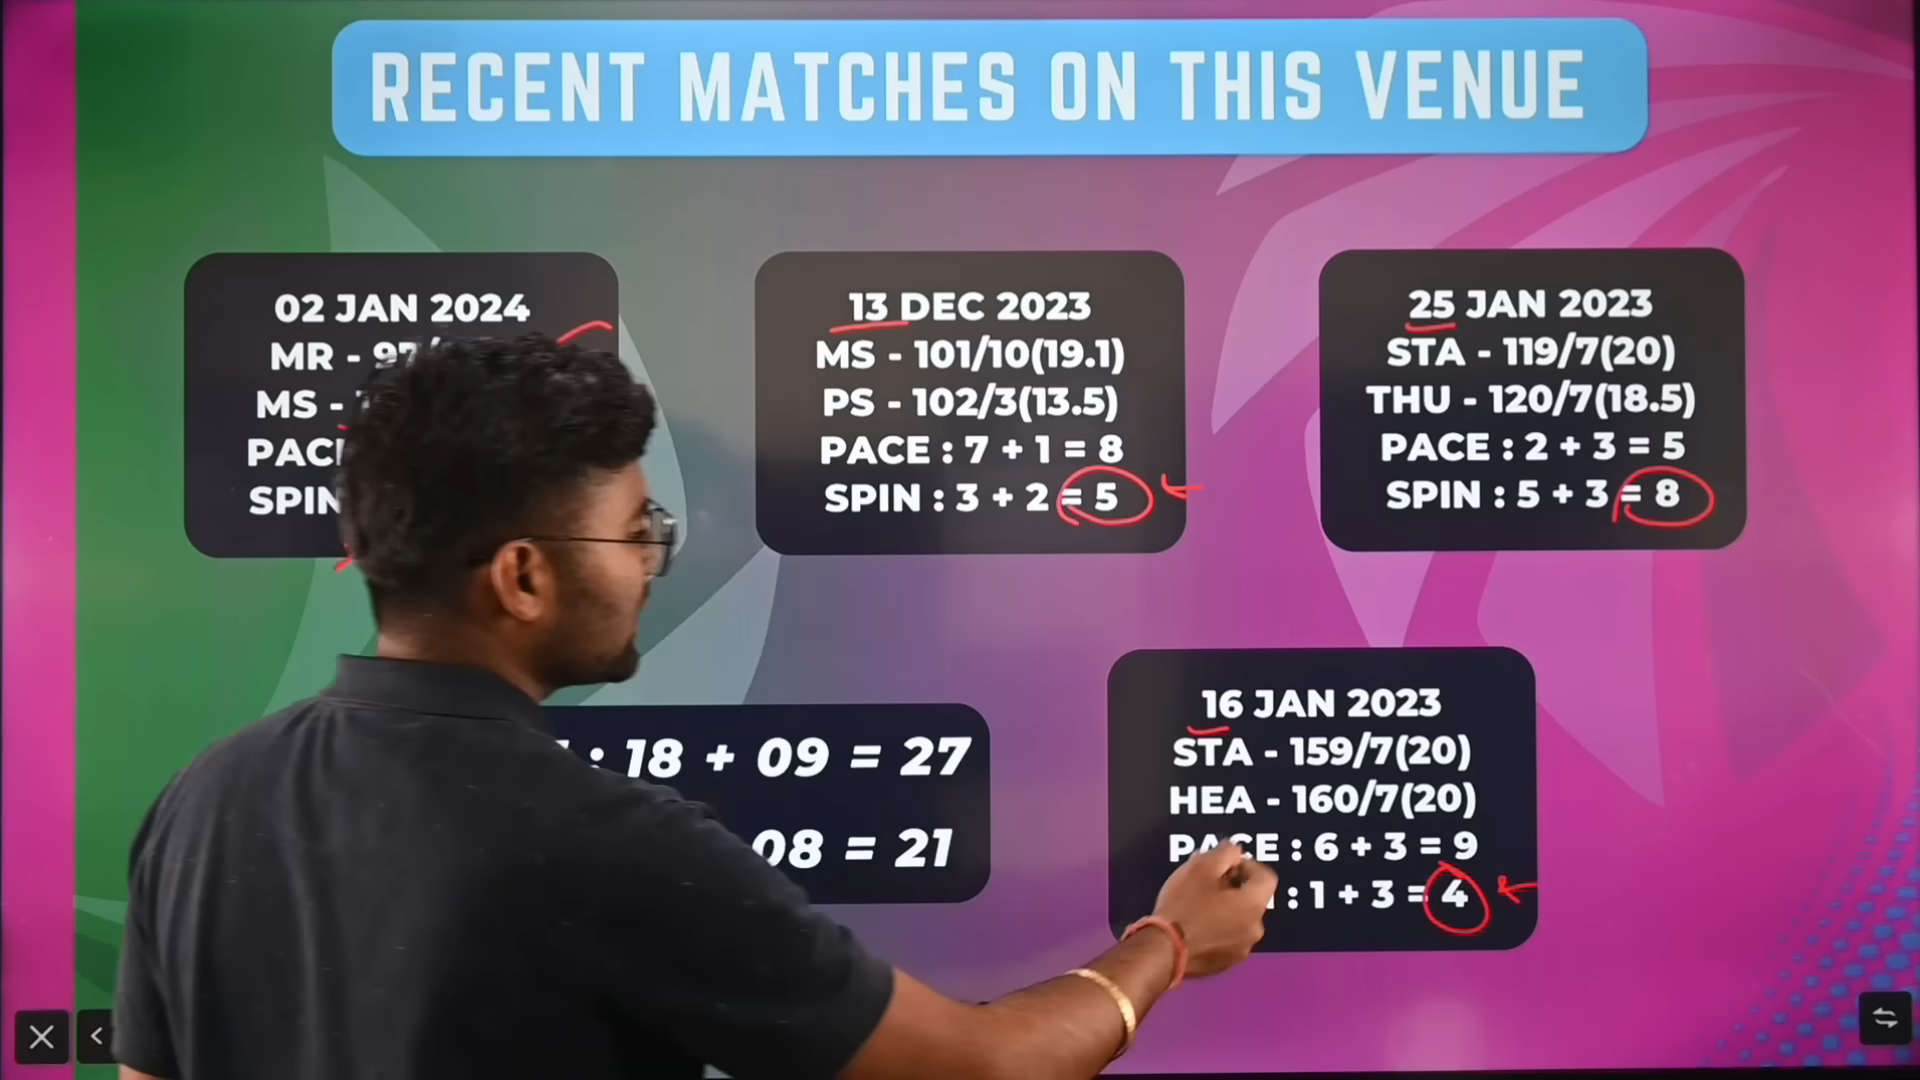 RECENT MATCHES ON THIS VENUE
02 JAN 2024
MR - 97/
MS -
PACE
SPIN
13 DEC 2023
MS - 101/10(19.1)
PS - 102/3(13.5)
PACE : 7 + 1 = 8
SPIN : 3 + 2 = 5
25 JAN 2023
STA - 119/7(20)
THU - 120/7(18.5)
PACE : 2 + 3 = 5
SPIN : 5 + 3 = 8
: 18 + 09 = 27
08 = 21
16 JAN 2023
STA - 159/7(20)
HEA - 160/7(20)
PACE : 6 + 3 = 9
: 1 + 3 = 4